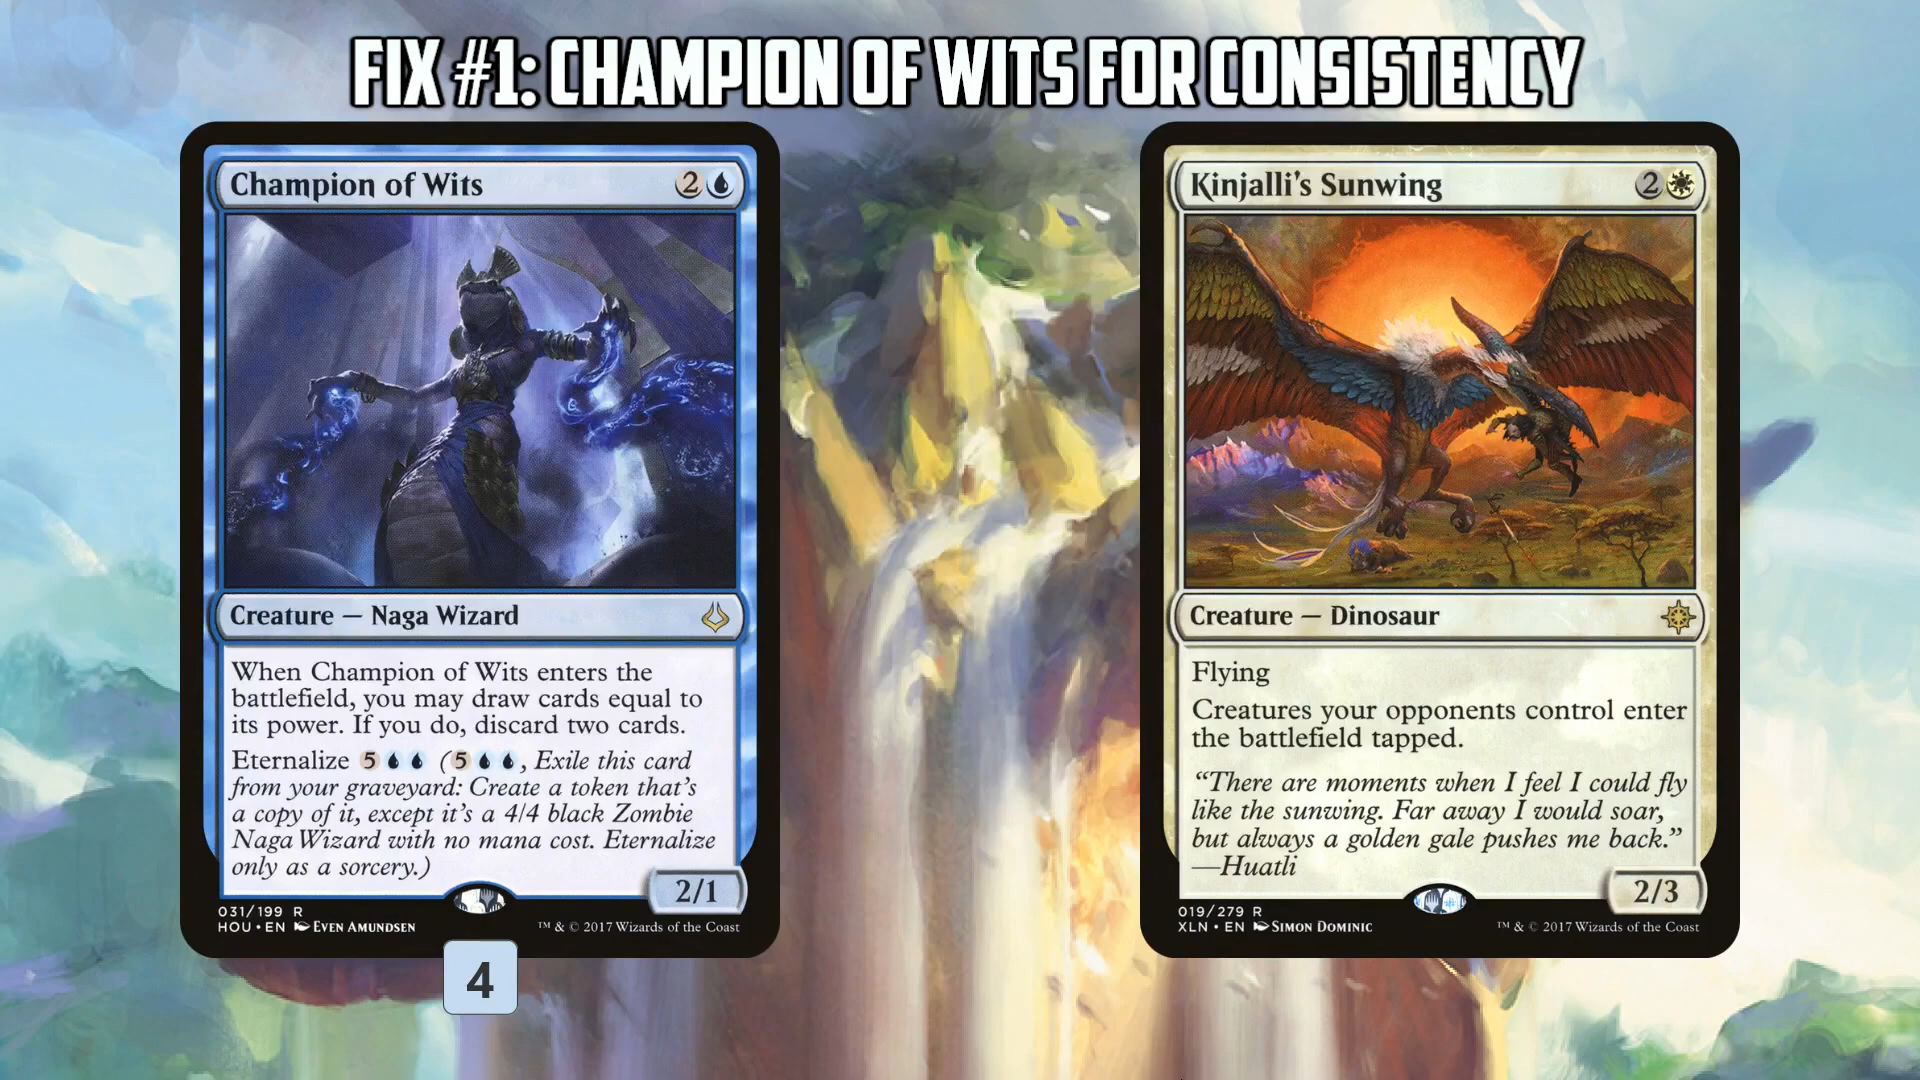 FIX #1: CHAMPION OF WITS FOR CONSISTENCY
Champion of Wits 2
Creature — Naga Wizard
When Champion of Wits enters the
battlefield, you may draw cards equal to
its power. If you do, discard two cards.
Eternalize 5 (5 , Exile this card
from your graveyard: Create a token that's
a copy of it, except it's a 4/4 black Zombie
Naga Wizard with no mana cost. Eternalize
only as a sorcery.)
2/1
031/199 R
HOU • EN EVEN AMUNDSEN
™ & © 2017 Wizards of the Coast
4
Kinjalli's Sunwing 2
Creature — Dinosaur
Flying
Creatures your opponents control enter
the battlefield tapped.
“There are moments when I feel I could fly
like the sunwing. Far away I would soar,
but always a golden gale pushes me back.”
—Huatli
2/3
019/279 R
XLN • EN SIMON DOMINIC
™ & © 2017 Wizards of the Coast